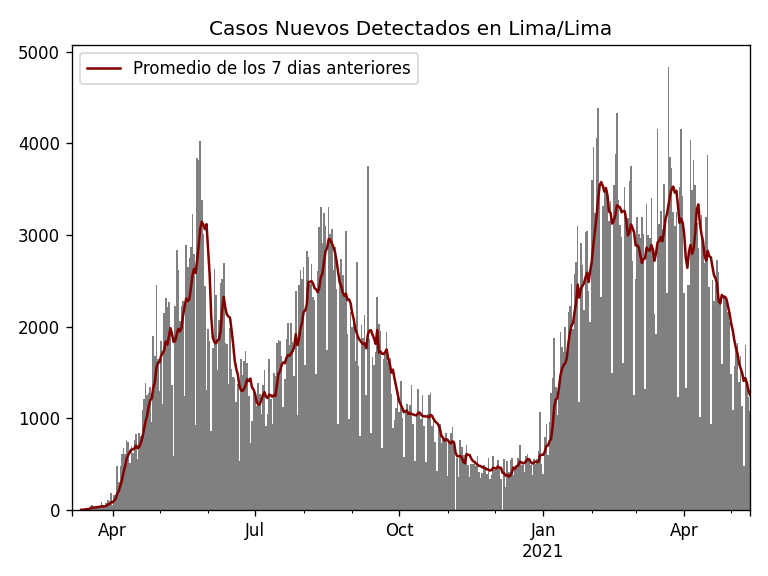 Casos Nuevos Detectados en Lima/Lima
Promedio de los 7 dias anteriores
5000
4000
3000
2000
1000
0
Apr Jul Oct Jan Apr
2021